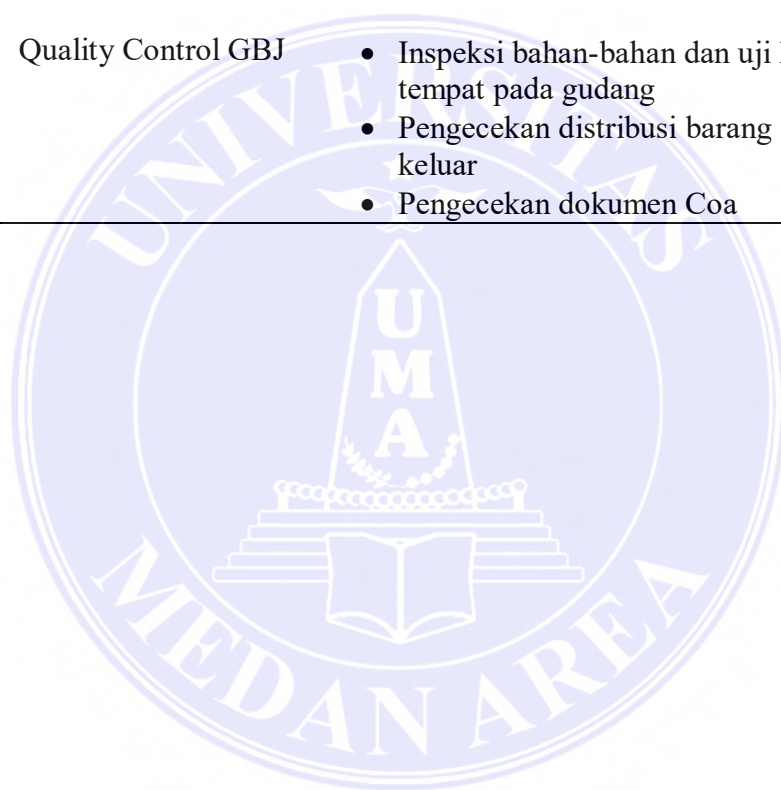 Quality Control GBJ
• Inspeksi bahan-bahan dan uji
tempat pada gudang
• Pengecekan distribusi barang
keluar
• Pengecekan dokumen Coa
UNIVERSITAS
UMA
MEDAN AREA